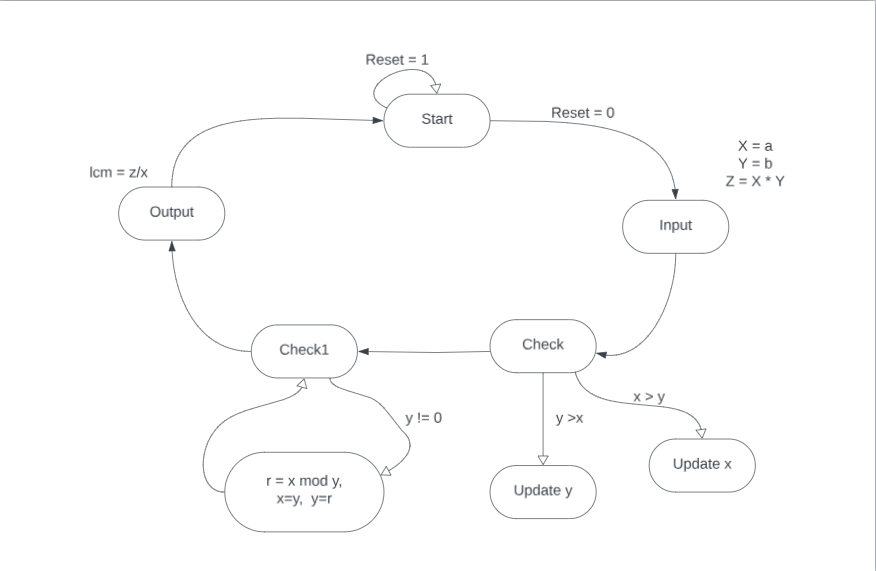 Reset = 1
Start
Reset = 0
X = a
Y = b
Z = X * Y
lcm = z/x
Output
Input
Check1
Check
y != 0
y >x
x > y
r = x mod y,
x=y, y=r
Update y
Update x